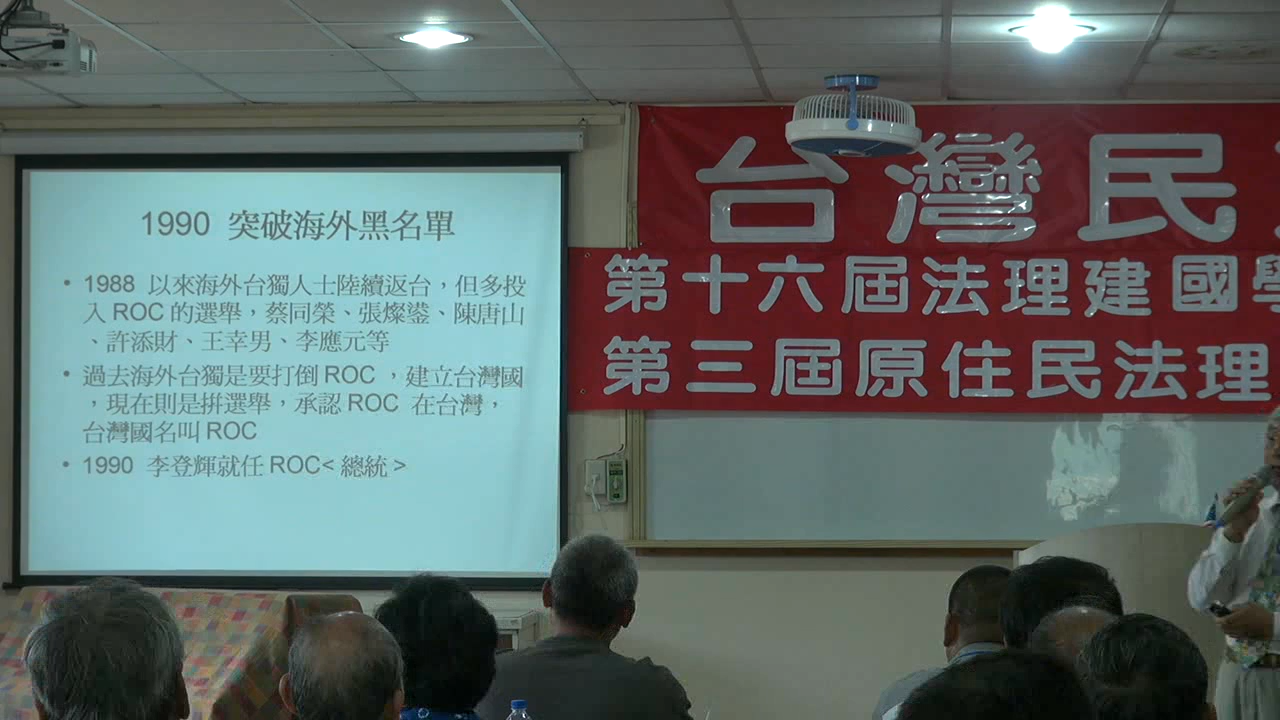 1990 突破海外黑名單
• 1988 以來海外台獨人士陸續返台，但多投
入 ROC 的選舉，蔡同榮、張燦鍙、陳唐山
、許添財、王幸男、李應元等
• 過去海外台獨是要打倒 ROC ，建立台灣國
，現在則是拚選舉，承認 ROC 在台灣，
台灣國名叫 ROC
• 1990 李登輝就任 ROC< 總統 >
台灣民
第十六屆法理建國學
第三屆原住民法理